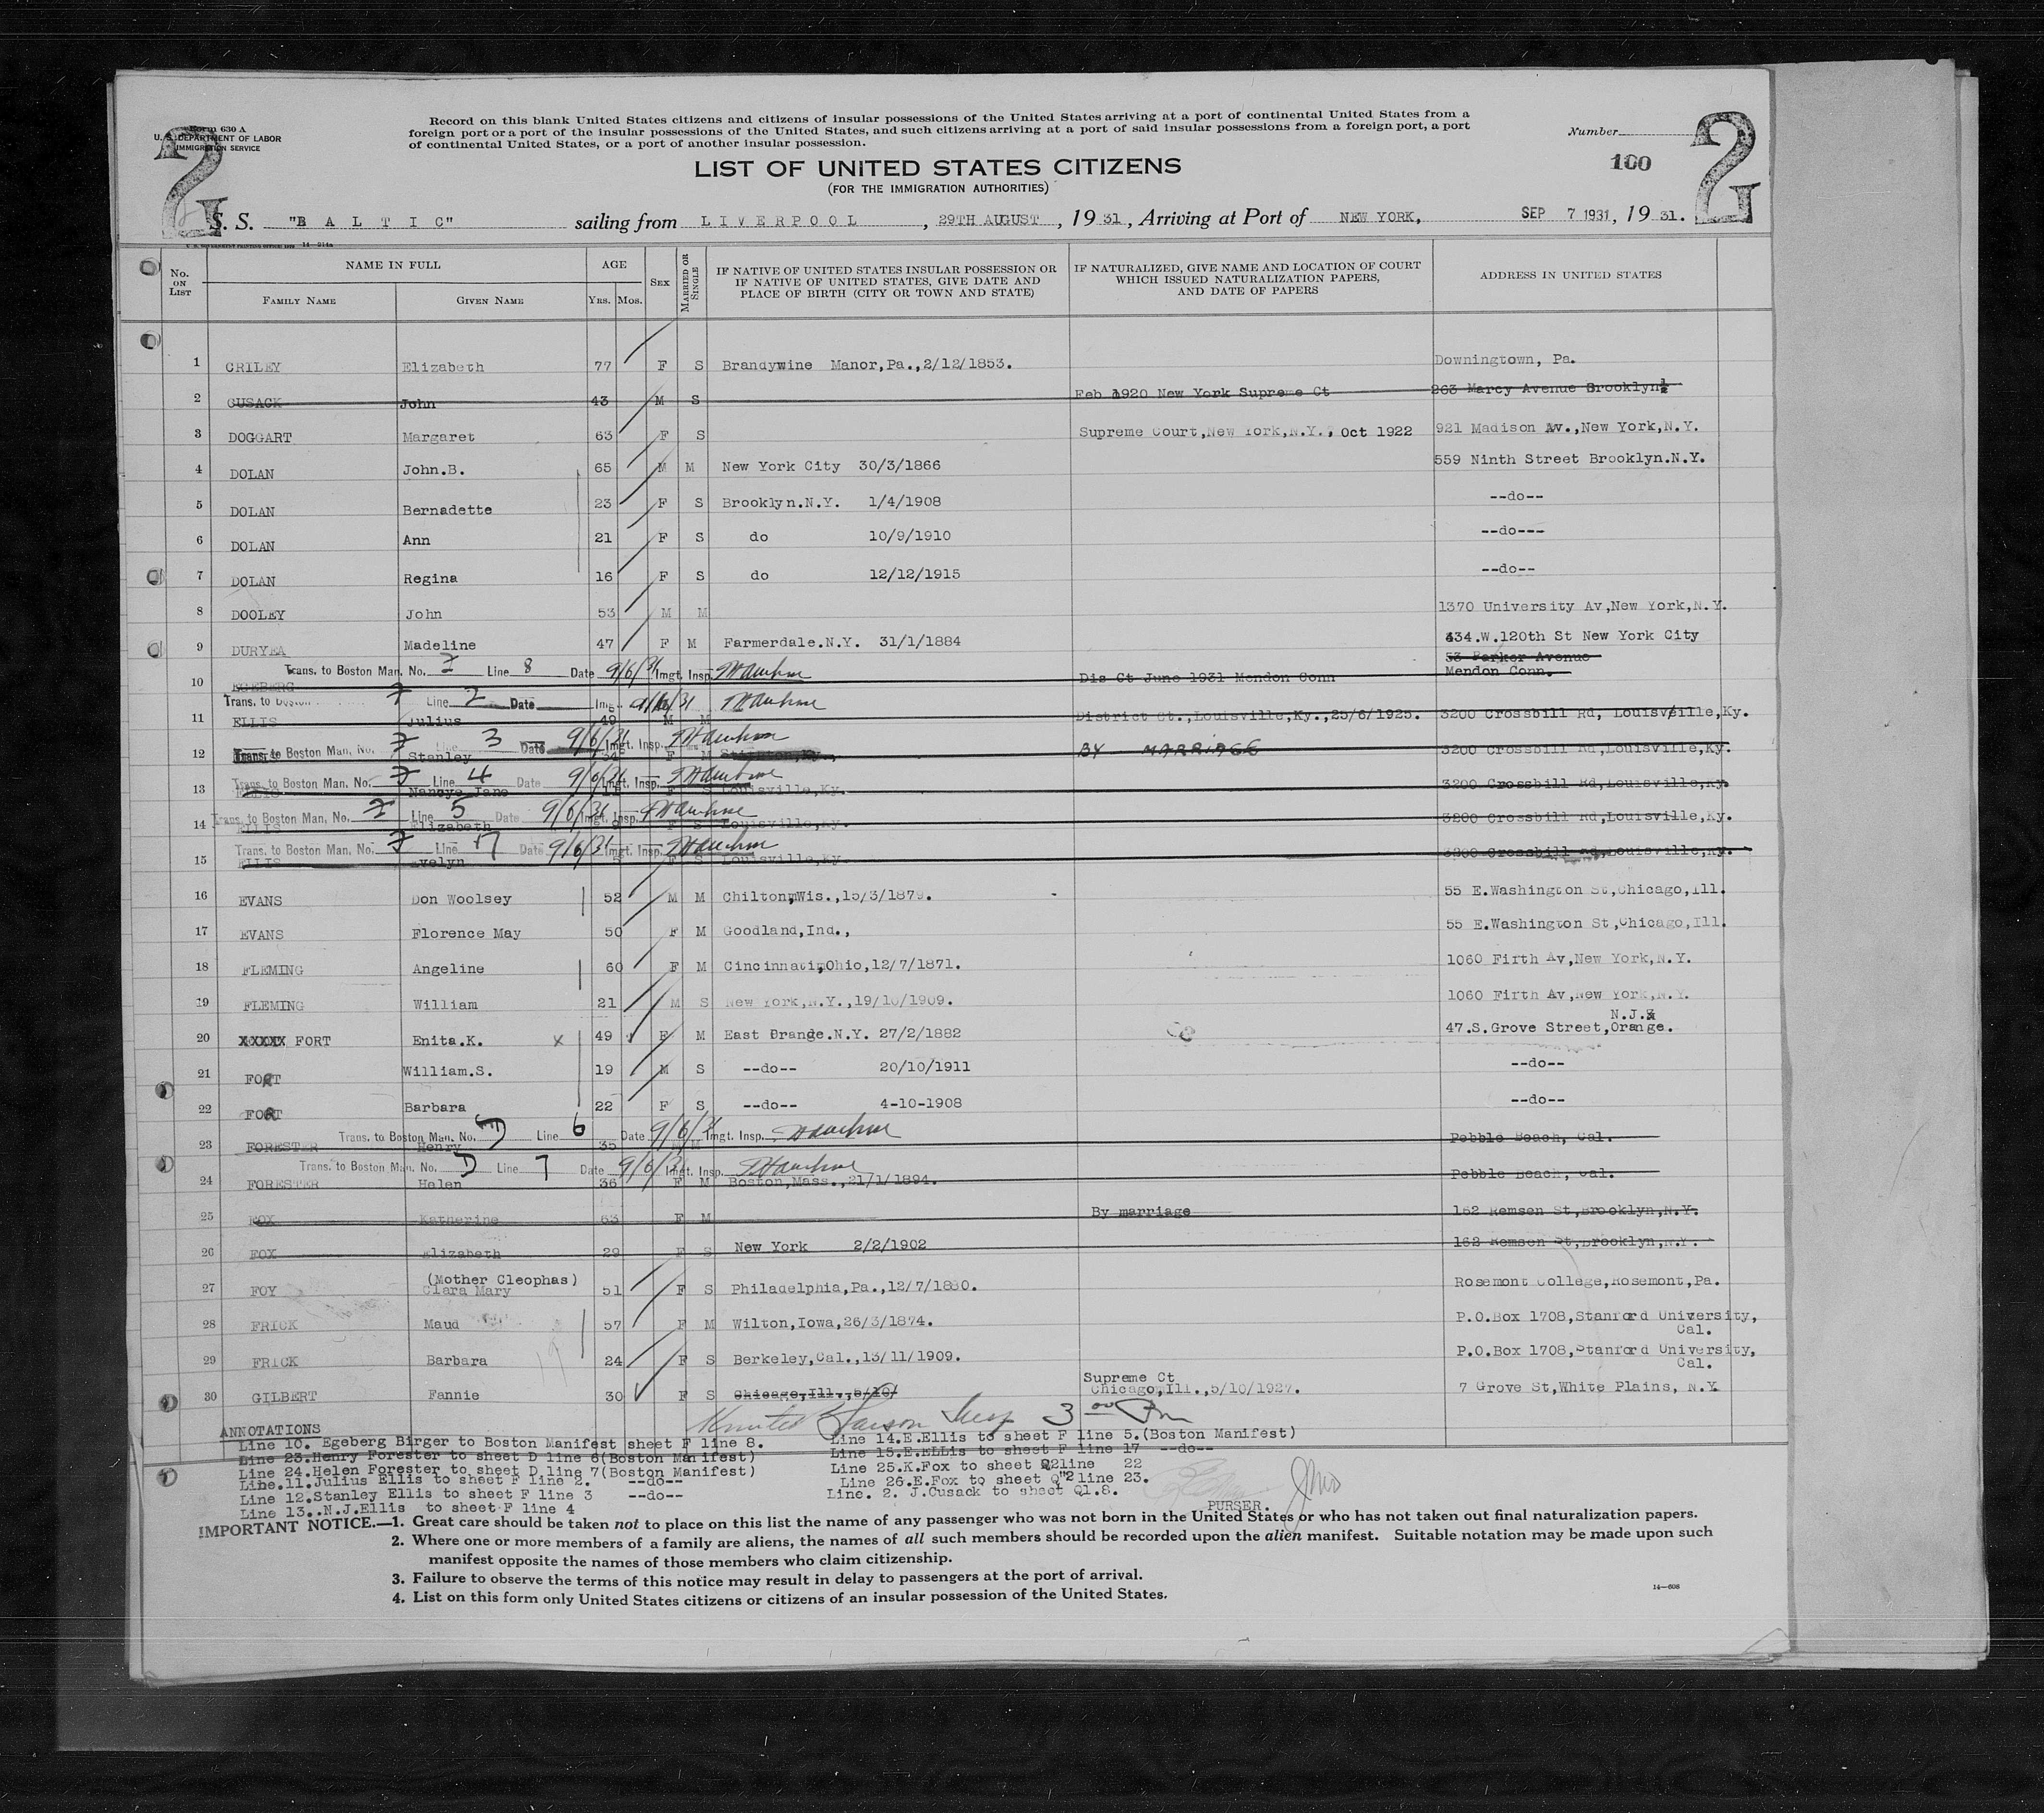 Form 630 A
U. S. DEPARTMENT OF LABOR
IMMIGRATION SERVICE
2
Record on this blank United States citizens and citizens of insular possessions of the United States arriving at a port of continental United States from a
foreign port or a port of the insular possessions of the United States, and such citizens arriving at a port of said insular possessions from a foreign port, a port
of continental United States, or a port of another insular possession.
Number
2
160
LIST OF UNITED STATES CITIZENS
(FOR THE IMMIGRATION AUTHORITIES)
S. S. "B A L T I C" sailing from L I V E R P O O L , 29TH AUGUST , 19 31 , Arriving at Port of NEW YORK, SEP 7 1931 , 19 31.
No. ON LIST
NAME IN FULL
FAMILY NAME GIVEN NAME
AGE
YRS. MOS.
SEX
MARRIED OR SINGLE
IF NATIVE OF UNITED STATES INSULAR POSSESSION OR
IF NATIVE OF UNITED STATES, GIVE DATE AND
PLACE OF BIRTH (CITY OR TOWN AND STATE)
IF NATURALIZED, GIVE NAME AND LOCATION OF COURT
WHICH ISSUED NATURALIZATION PAPERS,
AND DATE OF PAPERS
ADDRESS IN UNITED STATES
1 CRILEY Elizabeth 77 F S Brandywine Manor,Pa.,2/12/1853. Downingtown, Pa.
2 CUSACK John 43 M S Feb 1920 New York Supreme Ct 263 Marcy Avenue Brooklyn
3 DOGGART Margaret 63 F S Supreme Court,New York,N.Y., Oct 1922 921 Madison Av.,New York,N.Y.
4 DOLAN John.B. 65 M M New York City 30/3/1866 559 Ninth Street Brooklyn.N.Y.
5 DOLAN Bernadette 23 F S Brooklyn.N.Y. 1/4/1908 --do--
6 DOLAN Ann 21 F S do 10/9/1910 --do---
7 DOLAN Regina 16 F S do 12/12/1915 --do--
8 DOOLEY John 53 M M 1370 University Av,New York,N.Y.
9 DURYEA Madeline 47 F M Farmerdale.N.Y. 31/1/1884 434.W.120th St New York City
53 Parker Avenue
Trans. to Boston Man. No. F Line 8 Date 9/6/31 Imgt. Insp.
10 EGEBERG Dis Ct June 1931 Mendon Conn Mendon Conn.
Trans. to Boston F Line 2 Date 9/6/31
11 ELLIS Julius 49 M M District Ct.,Louisville,Ky.,25/6/1925. 3200 Crossbill Rd, Louisville,Ky.
Trans. to Boston Man. No. F Line 3 Date 9/6/31 Imgt. Insp.
12 Stanley 34 F M BY MARRIAGE 3200 Crossbill Rd,Louisville,Ky.
Trans. to Boston Man. No. F Line 4 Date 9/6/31 Imgt. Insp.
13 ELLIS Nancye Jane 11 F S Louisville,Ky. 3200 Crossbill Rd,Louisville,Ky.
Trans. to Boston Man. No. F Line 5 Date 9/6/31 Imgt. Insp.
14 ELLIS Elizabeth F S Louisville,Ky. 3200 Crossbill Rd,Louisville,Ky.
Trans. to Boston Man. No. F Line 17 Date 9/6/31 Imgt. Insp.
15 ELLIS Evelyn 5 F S Louisville,Ky. 3200 Crossbill Rd,Louisville,Ky.
16 EVANS Don Woolsey 52 M M Chilton,Wis.,15/3/1879. 55 E.Washington St,Chicago,Ill.
17 EVANS Florence May 50 F M Goodland,Ind., 55 E.Washington St,Chicago,Ill.
18 FLEMING Angeline 60 F M Cincinnati,Ohio,12/7/1871. 1060 Firth Av,New York,N.Y.
19 FLEMING William 21 M S New York,N.Y.,19/10/1909. 1060 Firth Av,New York,N.Y.
N.J.
20 XXXXX FORT Enita.K. x 49 F M East Orange.N.Y. 27/2/1882 47.S.Grove Street,Orange.
21 FORT William.S. 19 M S --do-- 20/10/1911 --do--
22 FORT Barbara 22 F S --do-- 4-10-1908 --do--
Trans. to Boston Man. No. D Line 6 Date 9/6/31 Imgt. Insp.
23 FORESTER Henry 35 M M Pebble Beach, Cal.
Trans. to Boston Man. No. D Line 7 Date 9/6/31 Imgt. Insp.
24 FORESTER Helen 36 F M Boston,Mass.,21/1/1894. Pebble Beach, Cal.
25 FOX Katherine 63 F M By marriage 162 Remsen St,Brooklyn,N.Y.
26 FOX Elizabeth 29 F S New York 2/2/1902 162 Remsen St,Brooklyn,N.Y.
(Mother Cleophas)
27 FOY Clara Mary 51 F S Philadelphia,Pa.,12/7/1880. Rosemont College,Rosemont,Pa.
28 FRICK Maud 57 F M Wilton,Iowa,26/3/1874. P.O.Box 1708,Stanford University,
Cal.
29 FRICK Barbara 24 F S Berkeley,Cal.,13/11/1909. P.O.Box 1708,Stanford University,
Cal.
Supreme Ct
30 GILBERT Fannie 30 F S Chicago,Ill.,5/10/ Chicago,Ill.,5/10/1927. 7 Grove St,White Plains, N.Y.
ANNOTATIONS
Line 10. Egeberg Birger to Boston Manifest sheet F line 8.
Line 23.Henry Forester to sheet D line 6(Boston Manifest)
Line 24.Helen Forester to sheet D line 7(Boston Manifest)
Line.11.Julius Ellis to sheet F line 2. --do--
Line 12.Stanley Ellis to sheet F line 3 --do--
Line 13..N.J.Ellis to sheet F line 4
Line 14.E.Ellis to sheet F line 5.(Boston Manifest)
Line 15.E.ELLis to sheet F line 17 --do--
Line 25.K.Fox to sheet Q2line 22
Line 26.E.Fox to sheet Q"2 line 23.
Line. 2. J.Cusack to sheet Q1.8.
PURSER.
IMPORTANT NOTICE.—1. Great care should be taken not to place on this list the name of any passenger who was not born in the United States or who has not taken out final naturalization papers.
2. Where one or more members of a family are aliens, the names of all such members should be recorded upon the alien manifest. Suitable notation may be made upon such
manifest opposite the names of those members who claim citizenship.
3. Failure to observe the terms of this notice may result in delay to passengers at the port of arrival.
4. List on this form only United States citizens or citizens of an insular possession of the United States.
14—608